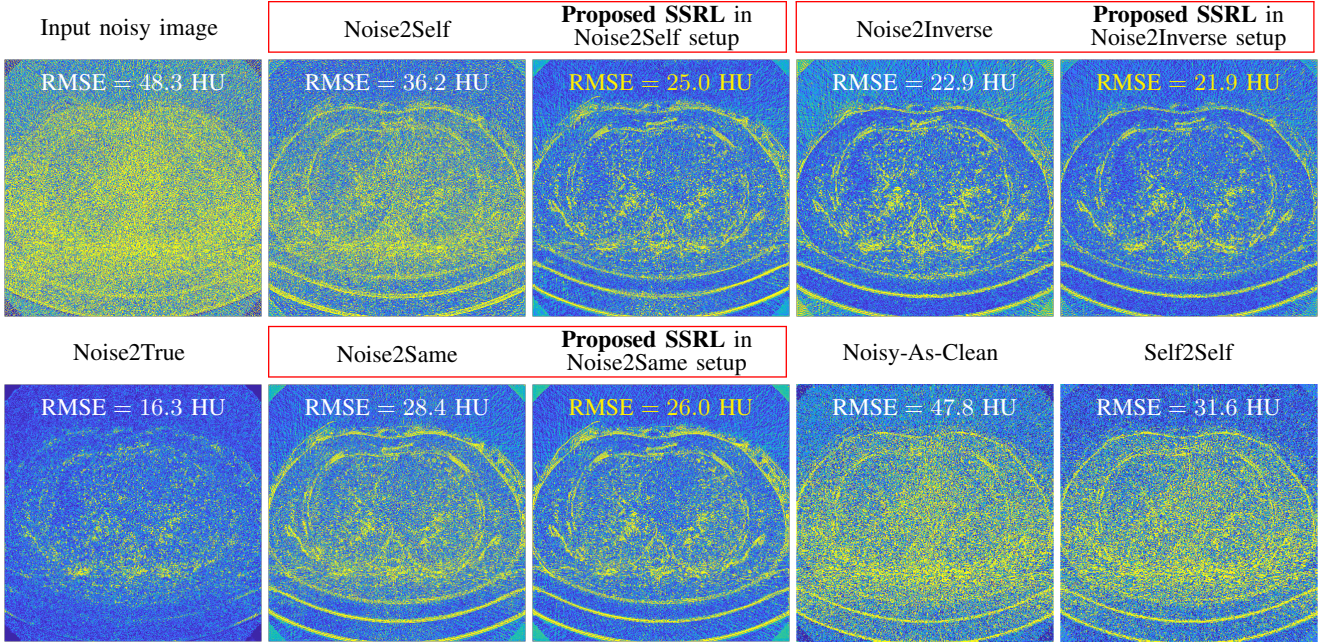 Input noisy image
Noise2Self
Proposed SSRL in
Noise2Self setup
Noise2Inverse
Proposed SSRL in
Noise2Inverse setup
RMSE = 48.3 HU
RMSE = 36.2 HU
RMSE = 25.0 HU
RMSE = 22.9 HU
RMSE = 21.9 HU
Noise2True
Noise2Same
Proposed SSRL in
Noise2Same setup
Noisy-As-Clean
Self2Self
RMSE = 16.3 HU
RMSE = 28.4 HU
RMSE = 26.0 HU
RMSE = 47.8 HU
RMSE = 31.6 HU